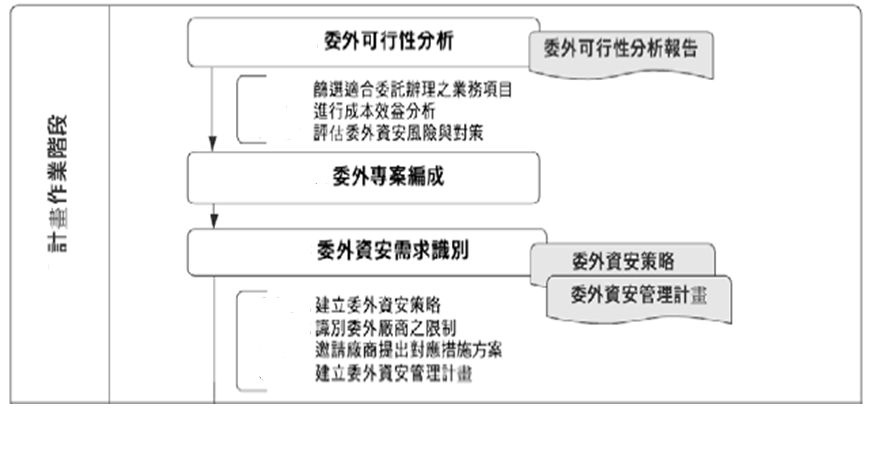 計畫作業階段
委外可行性分析
委外可行性分析報告
篩選適合委託辦理之業務項目
進行成本效益分析
評估委外資安風險與對策
委外專案編成
委外資安需求識別
委外資安策略
委外資安管理計畫
建立委外資安策略
識別委外廠商之限制
邀請廠商提出對應措施方案
建立委外資安管理計畫